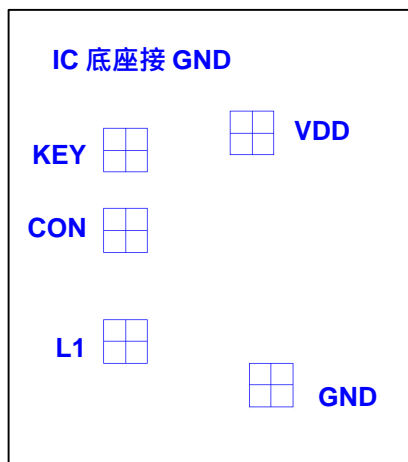 IC 底座接 GND
VDD
KEY
CON
L1
GND